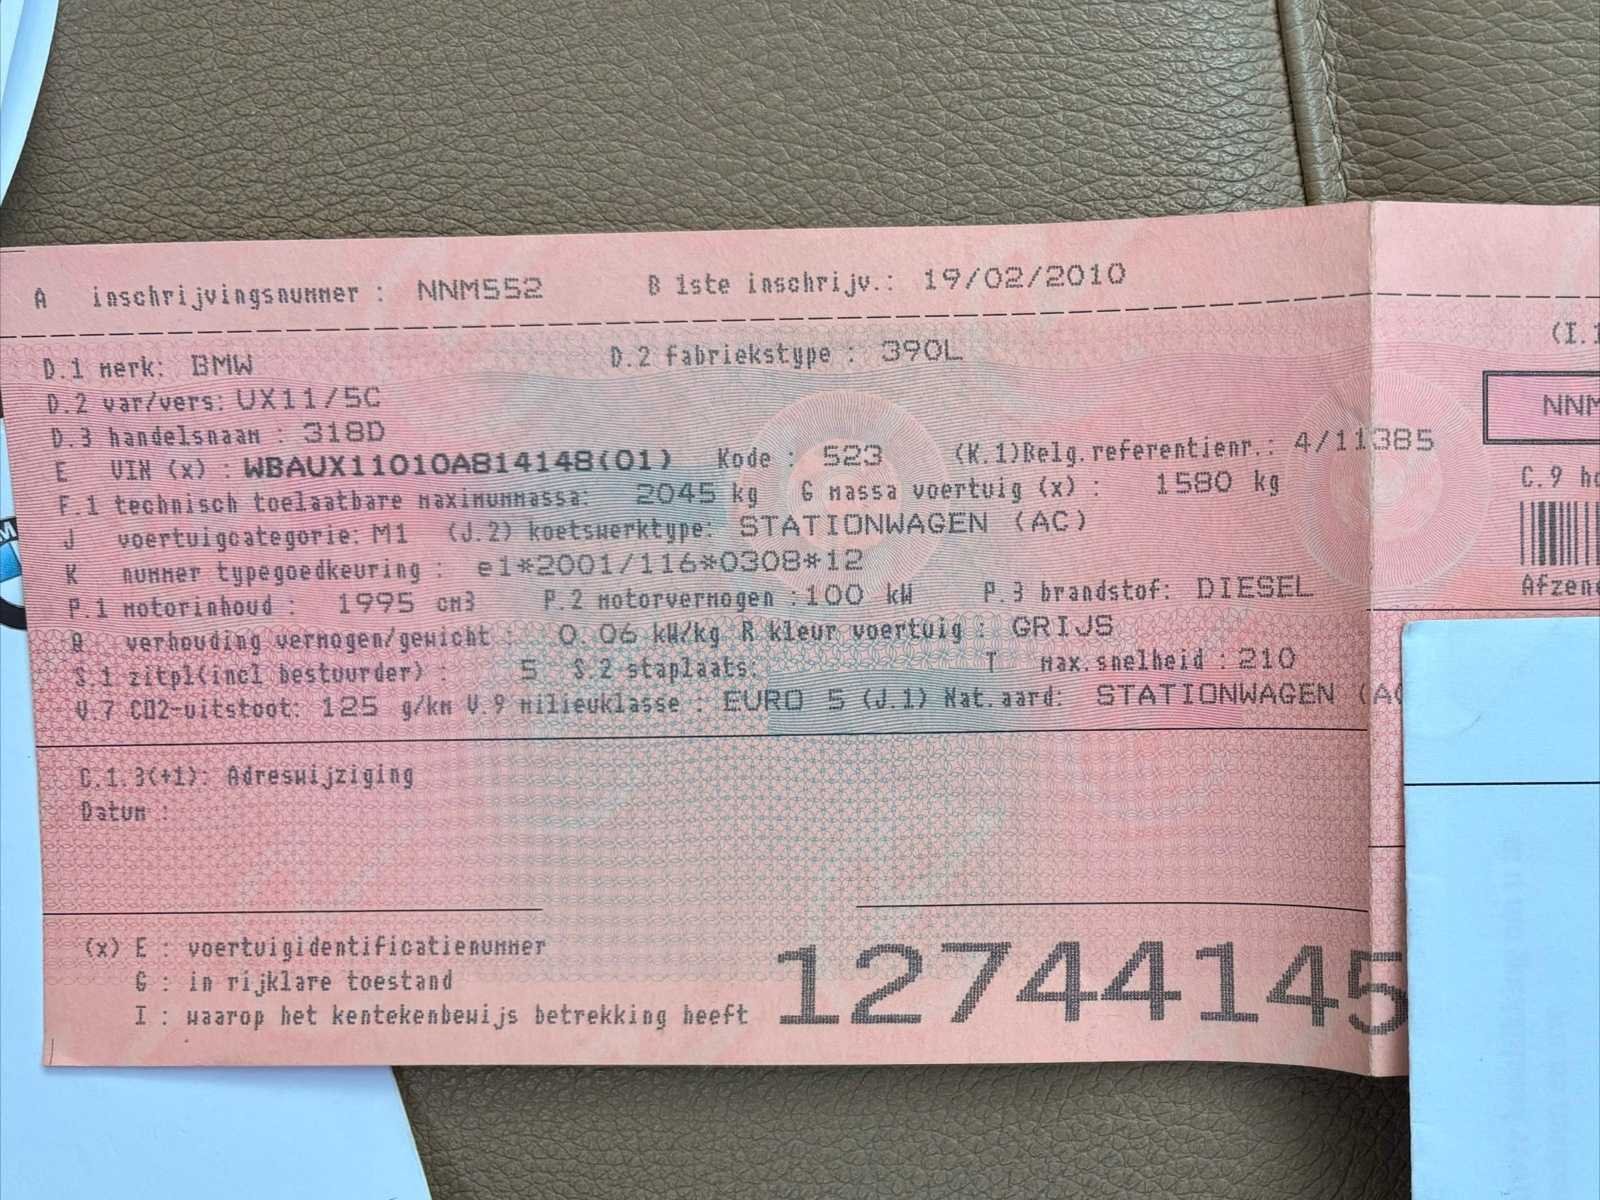 A inschrijvingsnummer : NNM552 B 1ste inschrijv.: 19/02/2010
D.1 merk: BMW D.2 fabriekstype : 390L
D.2 var/vers: UX11/5C
D.3 handelsnaam : 318D
E VIN (x) : WBAUX11010A814148(01) Kode : 523 (K.1)Belg.referentienr.: 4/11385
F.1 technisch toelaatbare maximummassa: 2045 kg G massa voertuig (x) : 1580 kg
J voertuigcategorie: M1 (J.2) koetswerktype: STATIONWAGEN (AC)
K nummer typegoedkeuring : e1*2001/116*0308*12
P.1 motorinhoud : 1995 cm3 P.2 motorvermogen :100 kW P.3 brandstof: DIESEL
Q verhouding vermogen/gewicht : 0.06 kW/kg R kleur voertuig : GRIJS
S.1 zitpl(incl bestuurder) : 5 S.2 staplaats: T max.snelheid : 210
V.7 CO2-uitstoot: 125 g/km V.9 milieuklasse : EURO 5 (J.1) Nat.aard: STATIONWAGEN (AC
C.1.3(+1): Adreswijziging
Datum :
(x) E : voertuigidentificatienummer
G : in rijklare toestand
I : waarop het kentekenbewijs betrekking heeft
12744145
(I.1
NNM
C.9 ho
Afzend